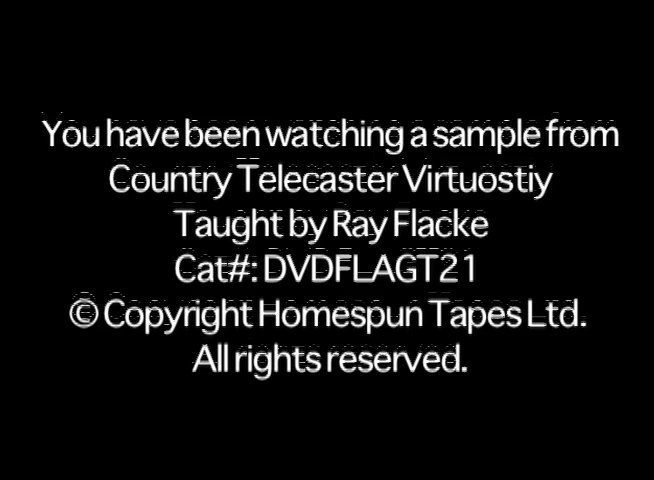 You have been watching a sample from
Country Telecaster Virtuostiy
Taught by Ray Flacke
Cat#: DVDFLAGT21
© Copyright Homespun Tapes Ltd.
All rights reserved.